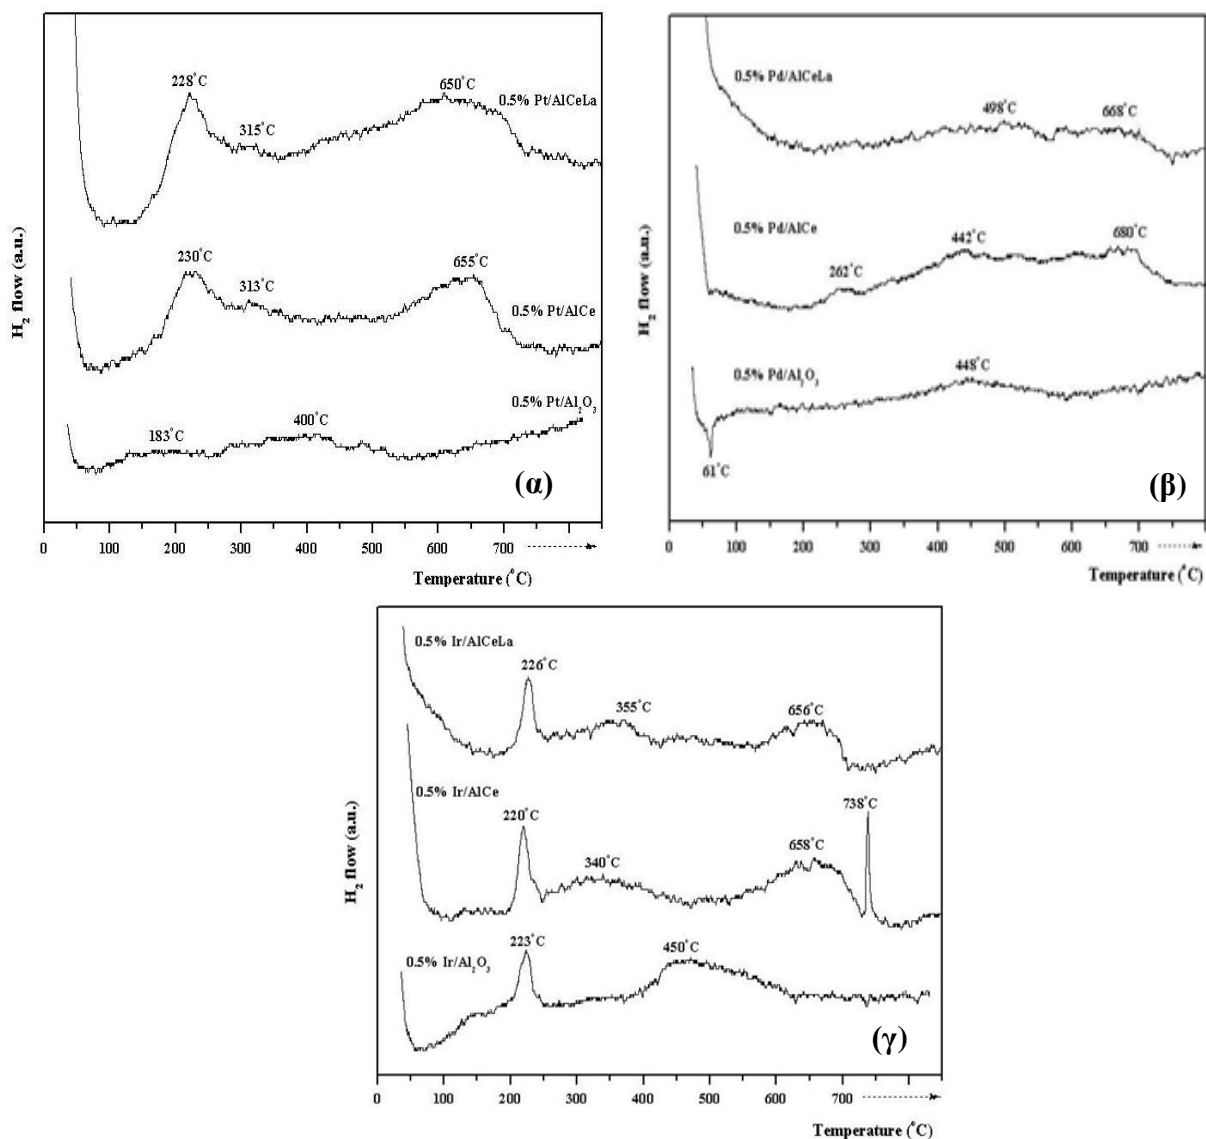 228°C
650°C
0.5% Pt/AlCeLa
315°C
230°C
655°C
313°C
0.5% Pt/AlCe
0.5% Pt/Al₂O₃
400°C
183°C
(α)
H₂ flow (a.u.)
0 100 200 300 400 500 600 700
Temperature (°C)
0.5% Pd/AlCeLa
498°C 668°C
0.5% Pd/AlCe
442°C
680°C
262°C
0.5% Pd/Al₂O₃
448°C
61°C
(β)
H₂ flow (a.u.)
0 100 200 300 400 500 600 700
Temperature (°C)
0.5% Ir/AlCeLa
226°C
355°C 656°C
0.5% Ir/AlCe
220°C
738°C
658°C
340°C
223°C
450°C
0.5% Ir/Al₂O₃
(γ)
H₂ flow (a.u.)
0 100 200 300 400 500 600 700
Temperature (°C)